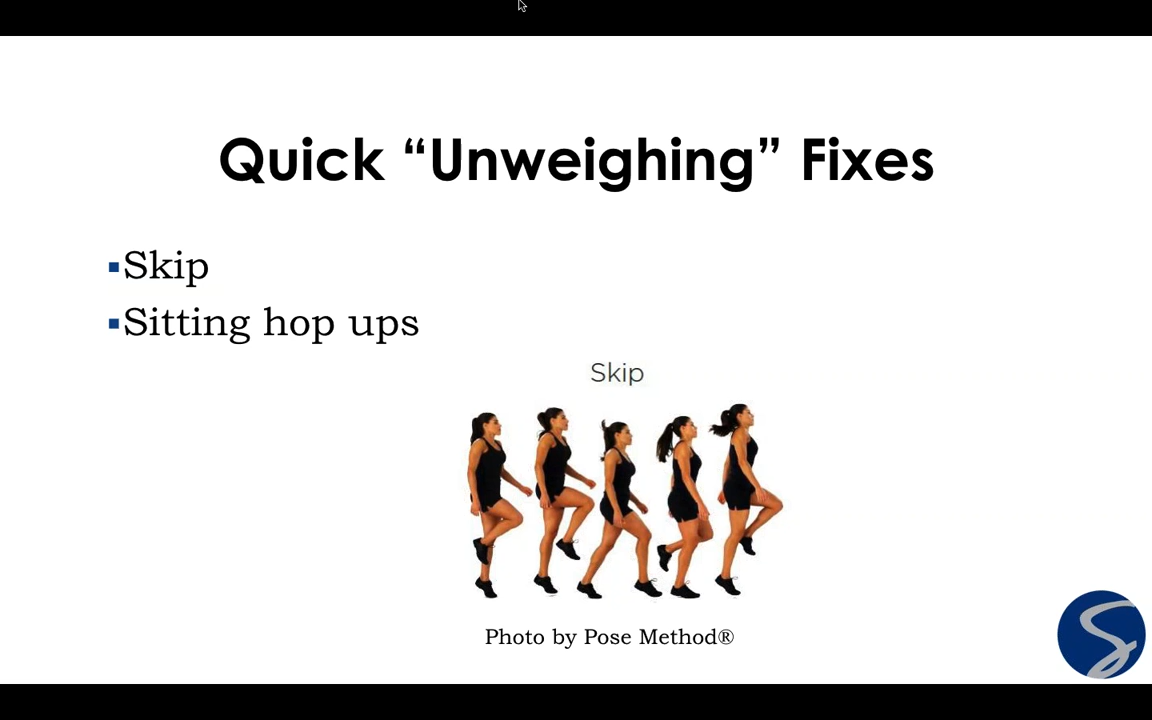 Quick “Unweighing” Fixes
▪Skip
▪Sitting hop ups
Skip
Photo by Pose Method®